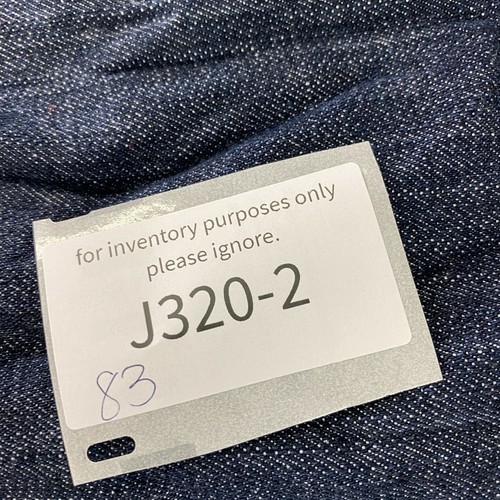 for inventory purposes only
please ignore.
J320-2
83